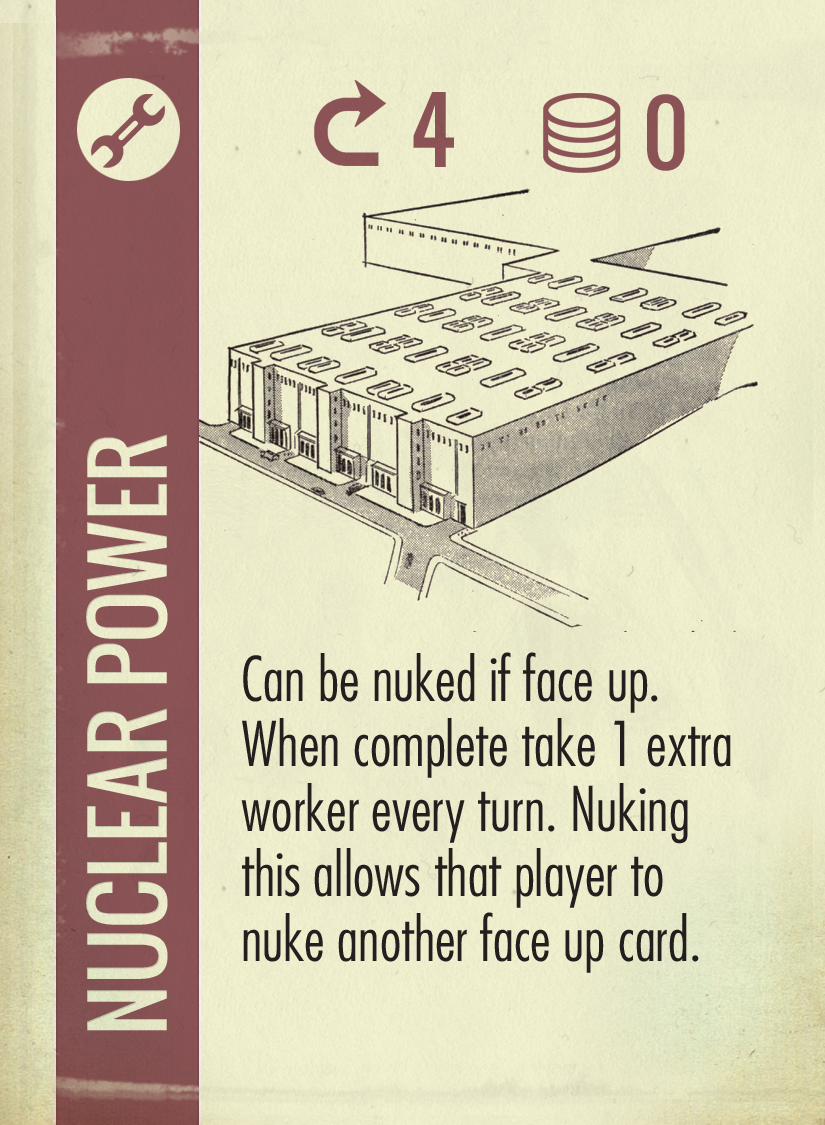 4 0
NUCLEAR POWER
Can be nuked if face up.
When complete take 1 extra
worker every turn. Nuking
this allows that player to
nuke another face up card.